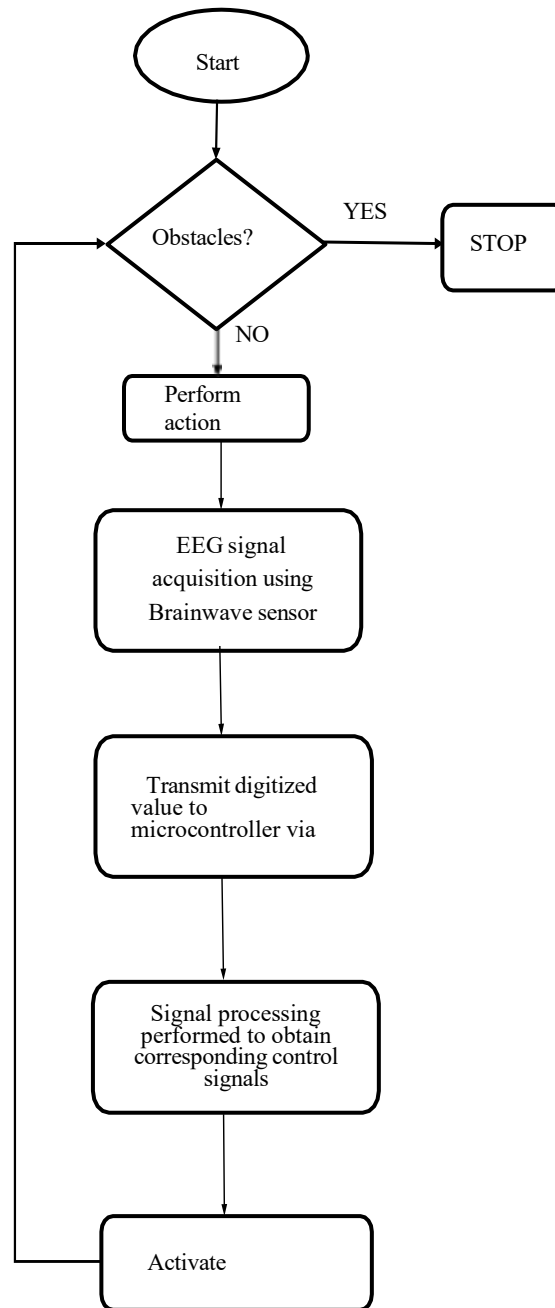 Start
Obstacles?
YES
STOP
NO
Perform
action
EEG signal
acquisition using
Brainwave sensor
Transmit digitized
value to
microcontroller via
Signal processing
performed to obtain
corresponding control
signals
Activate